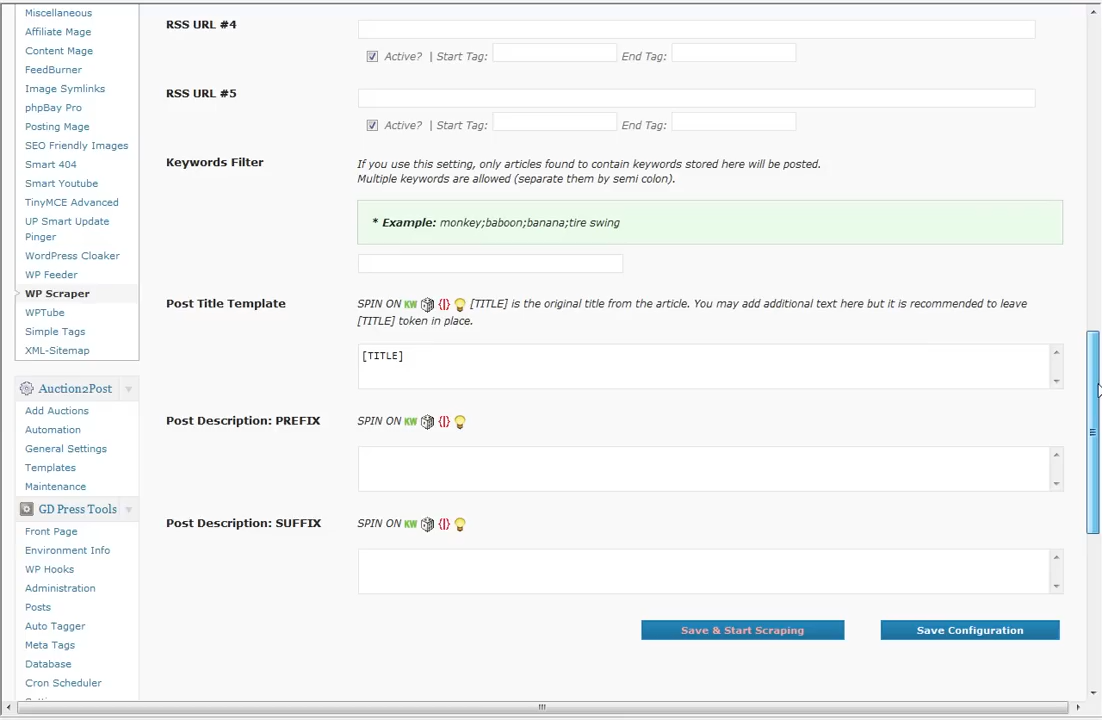 Miscellaneous
Affiliate Mage
Content Mage
FeedBurner
Image Symlinks
phpBay Pro
Posting Mage
SEO Friendly Images
Smart 404
Smart Youtube
TinyMCE Advanced
UP Smart Update
Pinger
WordPress Cloaker
WP Feeder
WP Scraper
WPTube
Simple Tags
XML-Sitemap
Auction2Post
Add Auctions
Automation
General Settings
Templates
Maintenance
GD Press Tools
Front Page
Environment Info
WP Hooks
Administration
Posts
Auto Tagger
Meta Tags
Database
Cron Scheduler
RSS URL #4
Active? | Start Tag: End Tag:
RSS URL #5
Active? | Start Tag: End Tag:
Keywords Filter
If you use this setting, only articles found to contain keywords stored here will be posted.
Multiple keywords are allowed (separate them by semi colon).
* Example: monkey;baboon;banana;tire swing
Post Title Template
SPIN ON KW {|} [TITLE] is the original title from the article. You may add additional text here but it is recommended to leave
[TITLE] token in place.
[TITLE]
Post Description: PREFIX
SPIN ON KW {|}
Post Description: SUFFIX
SPIN ON KW {|}
Save & Start Scraping
Save Configuration